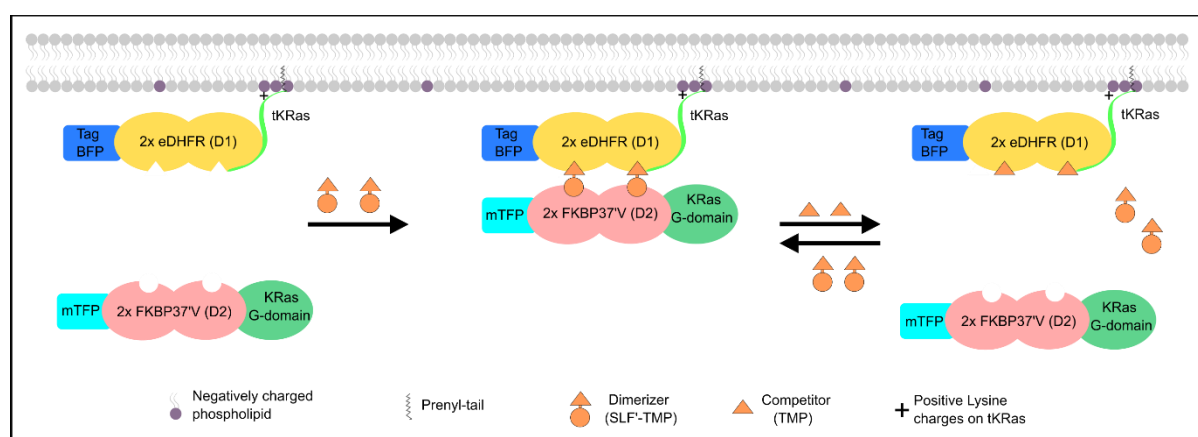 tKRas
Tag
BFP
2x eDHFR (D1)
mTFP
2x FKBP37'V (D2)
KRas
G-domain
+
tKRas
Tag
BFP
2x eDHFR (D1)
mTFP
2x FKBP37'V (D2)
KRas
G-domain
+
tKRas
Tag
BFP
2x eDHFR (D1)
mTFP
2x FKBP37'V (D2)
KRas
G-domain
+
Negatively charged
phospholipid
Prenyl-tail
Dimerizer
(SLF'-TMP)
Competitor
(TMP)
+ Positive Lysine
charges on tKRas